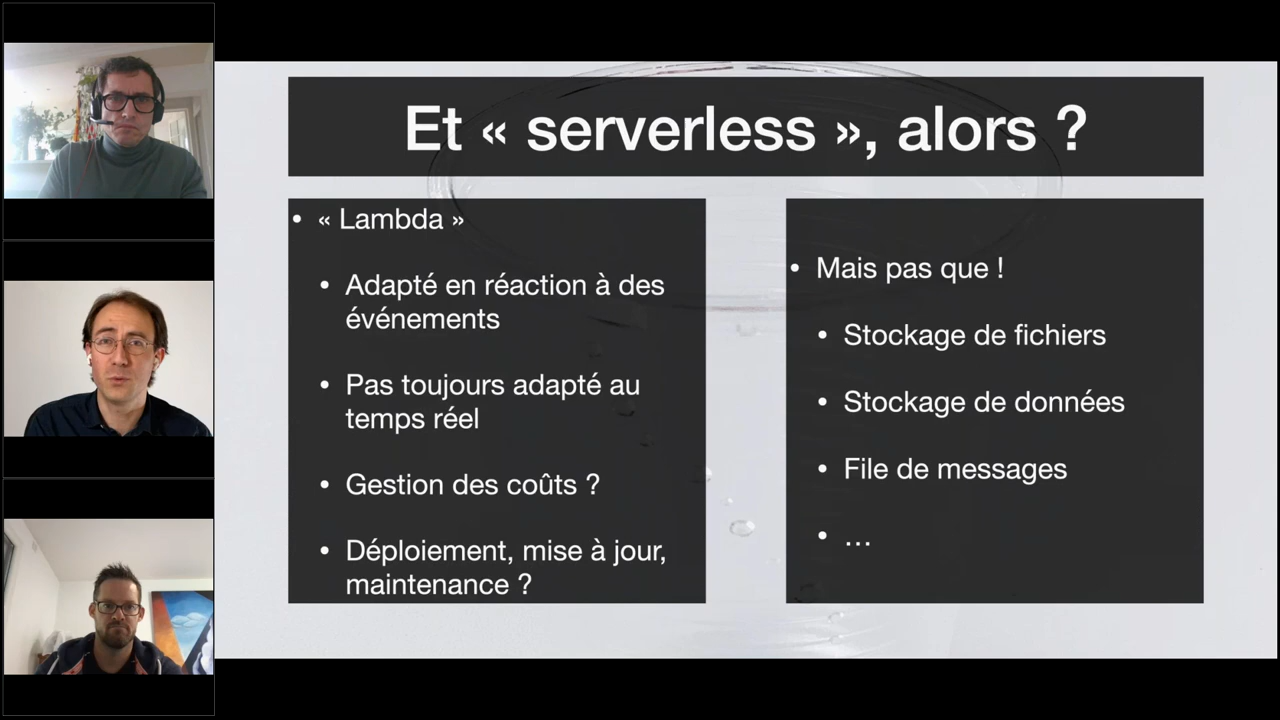 Et « serverless », alors ?
• « Lambda »
• Adapté en réaction à des
événements
• Pas toujours adapté au
temps réel
• Gestion des coûts ?
• Déploiement, mise à jour,
maintenance ?
• Mais pas que !
• Stockage de fichiers
• Stockage de données
• File de messages
• …